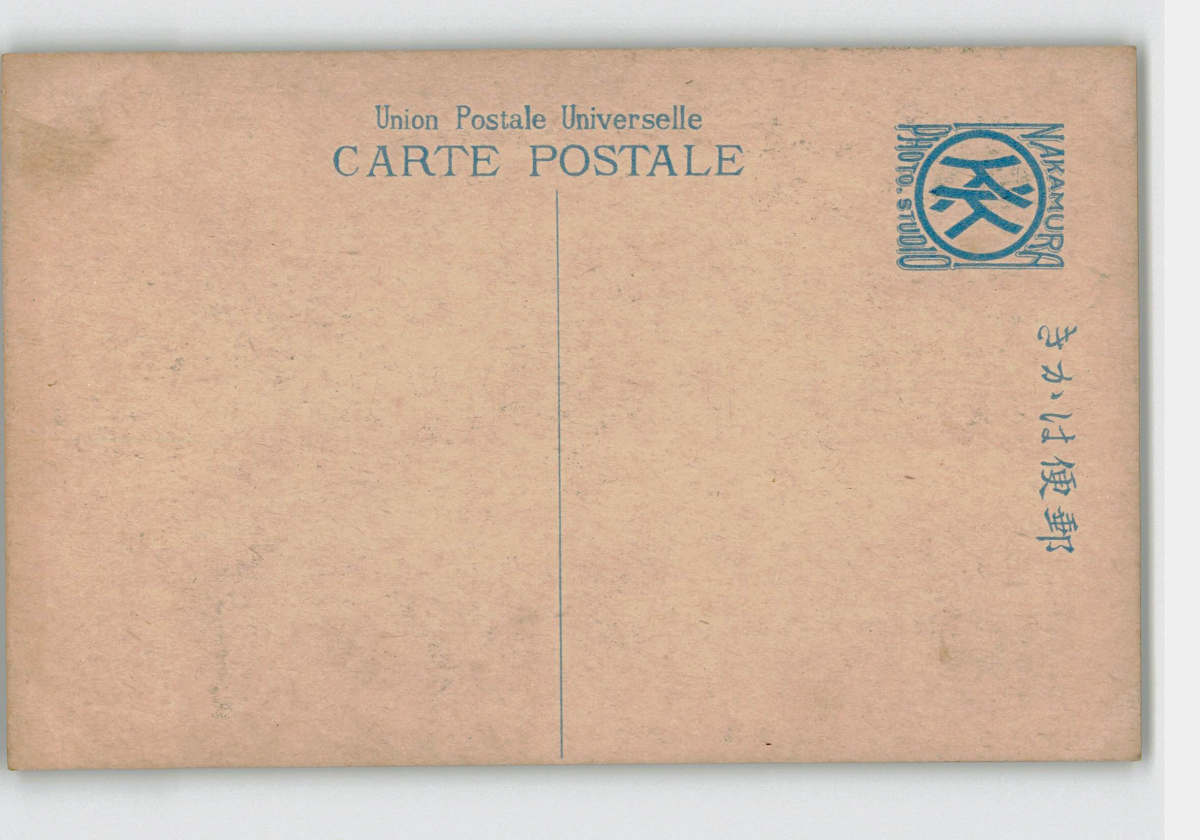 Union Postale Universelle
CARTE POSTALE
NAKAMURA
PHOTO.STUDIO
郵便はかき